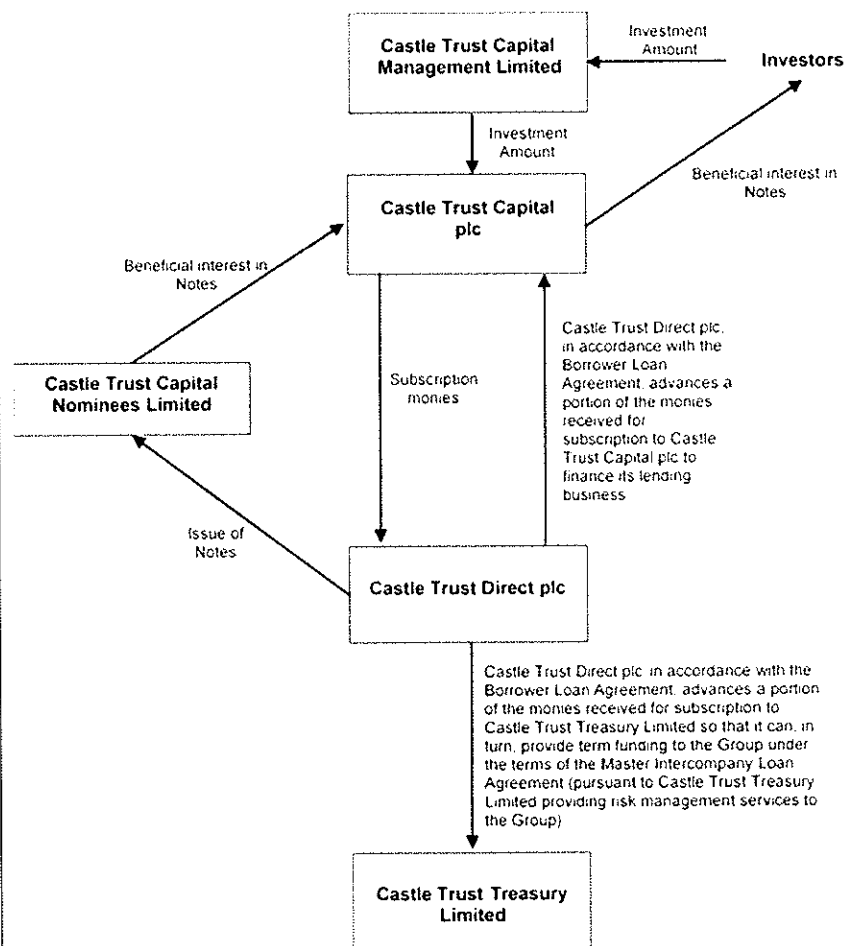 Castle Trust Capital
Management Limited
Investment
Amount
Investors
Investment
Amount
Castle Trust Capital
plc
Beneficial interest in
Notes
Beneficial interest in
Notes
Castle Trust Capital
Nominees Limited
Subscription
monies
Castle Trust Direct plc,
in accordance with the
Borrower Loan
Agreement, advances a
portion of the monies
received for
subscription to Castle
Trust Capital plc to
finance its lending
business
Issue of
Notes
Castle Trust Direct plc
Castle Trust Direct plc in accordance with the
Borrower Loan Agreement, advances a portion
of the monies received for subscription to
Castle Trust Treasury Limited so that it can, in
turn, provide term funding to the Group under
the terms of the Master Intercompany Loan
Agreement (pursuant to Castle Trust Treasury
Limited providing risk management services to
the Group)
Castle Trust Treasury
Limited